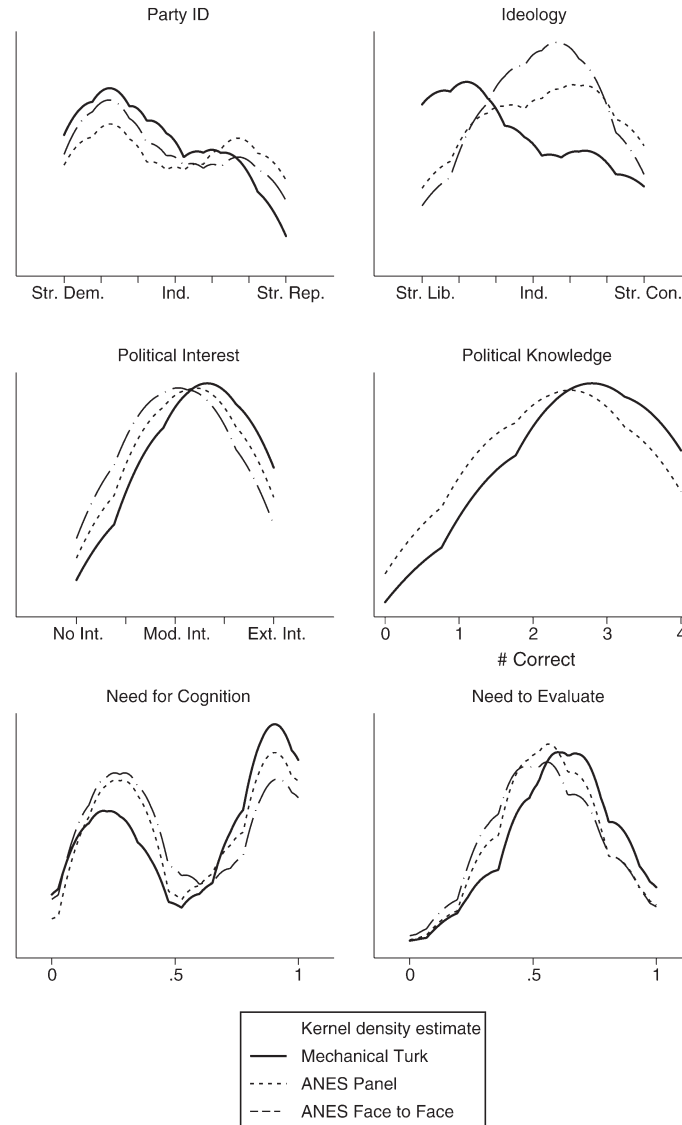 Party ID
Ideology
Str. Dem. Ind. Str. Rep.
Str. Lib. Ind. Str. Con.
Political Interest
Political Knowledge
No Int. Mod. Int. Ext. Int.
0 1 2 3 4
# Correct
Need for Cognition
Need to Evaluate
0 .5 1
0 .5 1
Kernel density estimate
Mechanical Turk
ANES Panel
ANES Face to Face